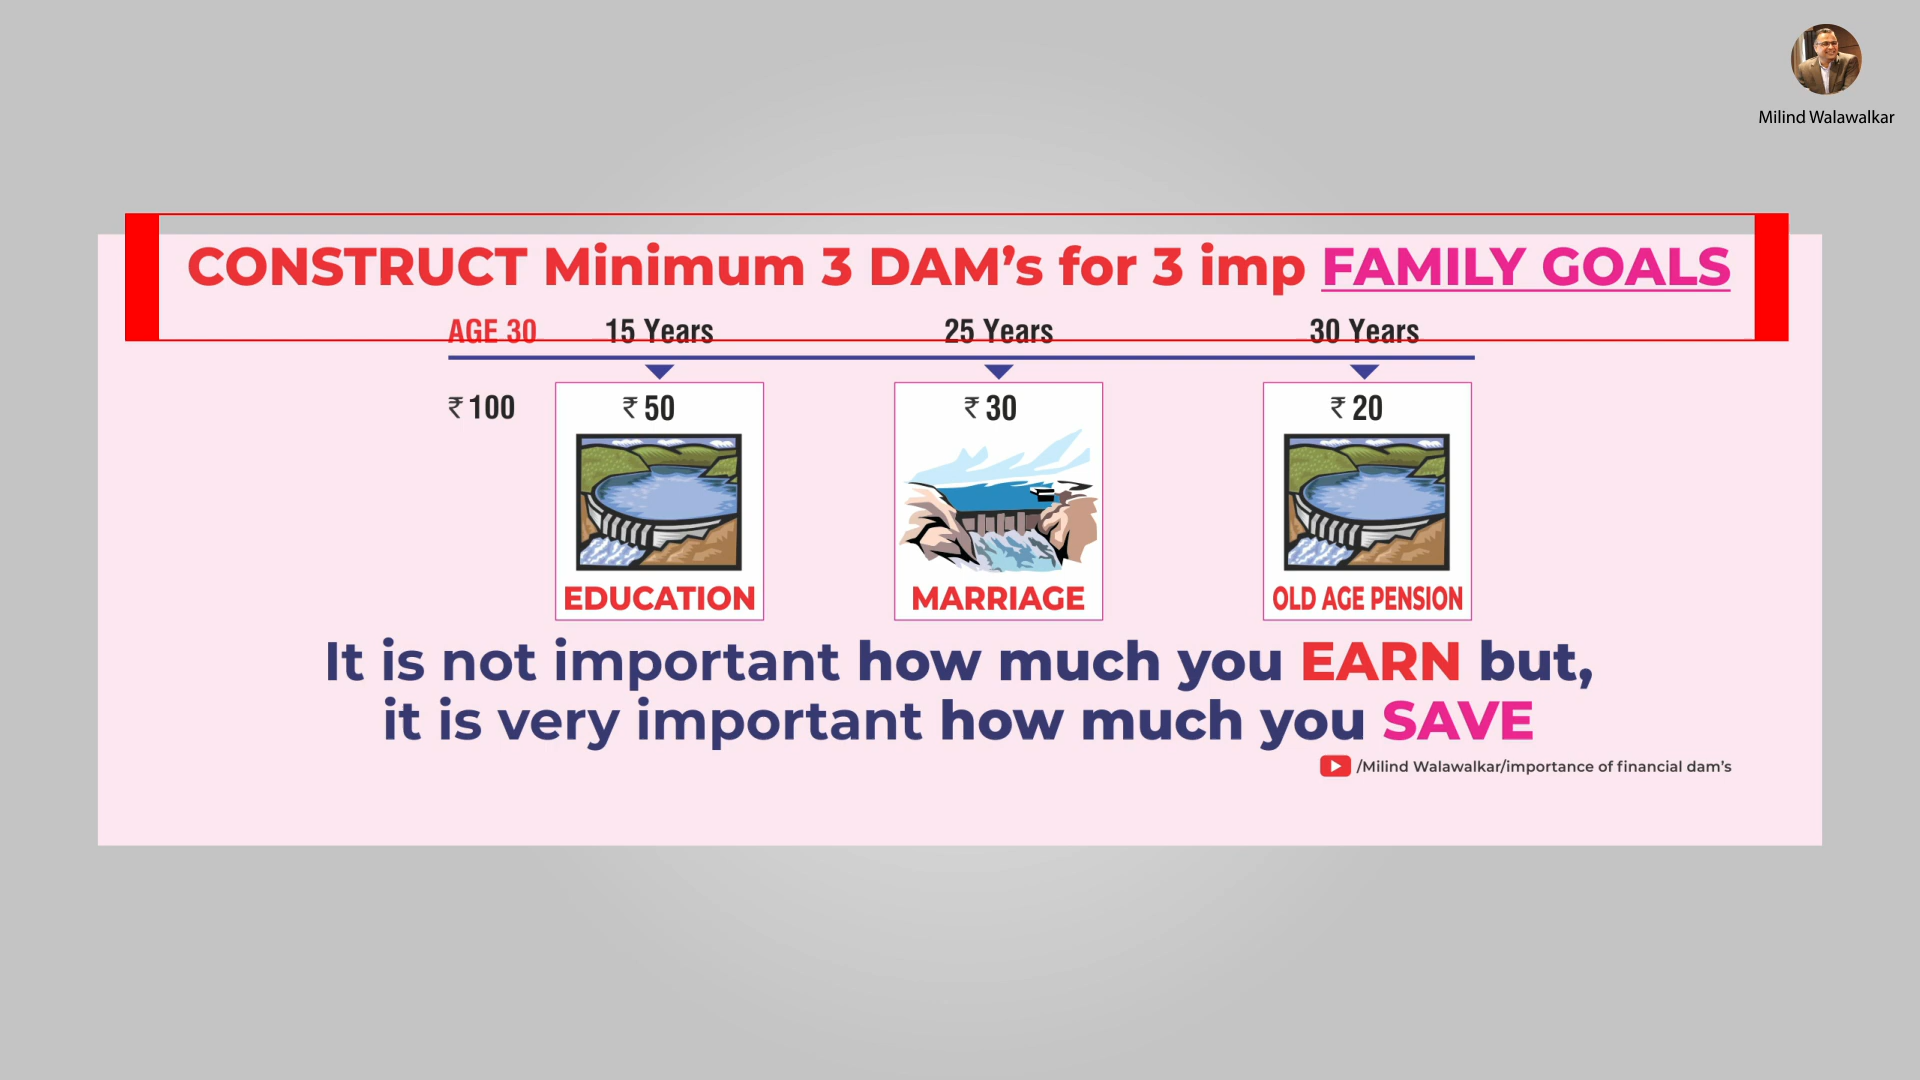 Milind Walawalkar
CONSTRUCT Minimum 3 DAM’s for 3 imp FAMILY GOALS
AGE 30 15 Years 25 Years 30 Years
₹ 100 ₹ 50 ₹ 30 ₹ 20
EDUCATION MARRIAGE OLD AGE PENSION
It is not important how much you EARN but,
it is very important how much you SAVE
/Milind Walawalkar/importance of financial dam’s